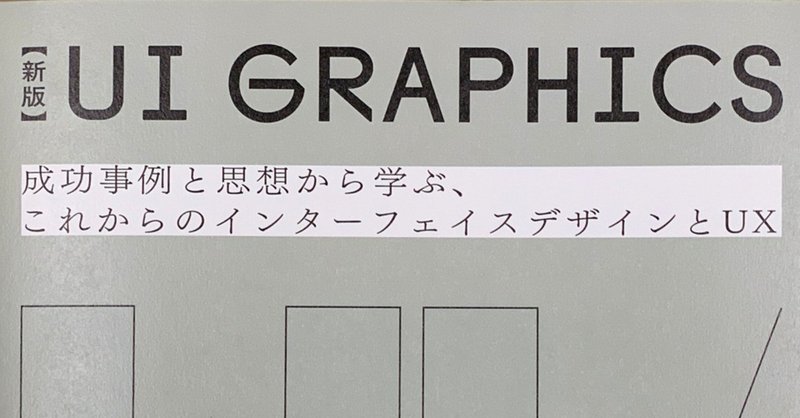 【新版】UI GRAPHICS
成功事例と思想から学ぶ、
これからのインターフェイスデザインとUX